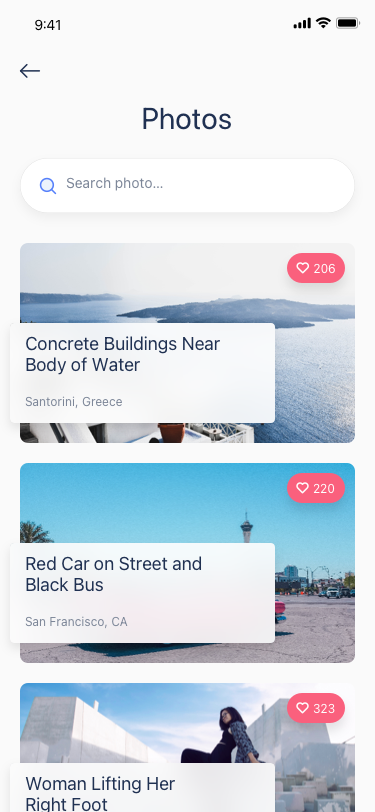 9:41
Photos
Search photo...
206
Concrete Buildings Near
Body of Water
Santorini, Greece
220
Red Car on Street and
Black Bus
San Francisco, CA
323
Woman Lifting Her
Right Foot